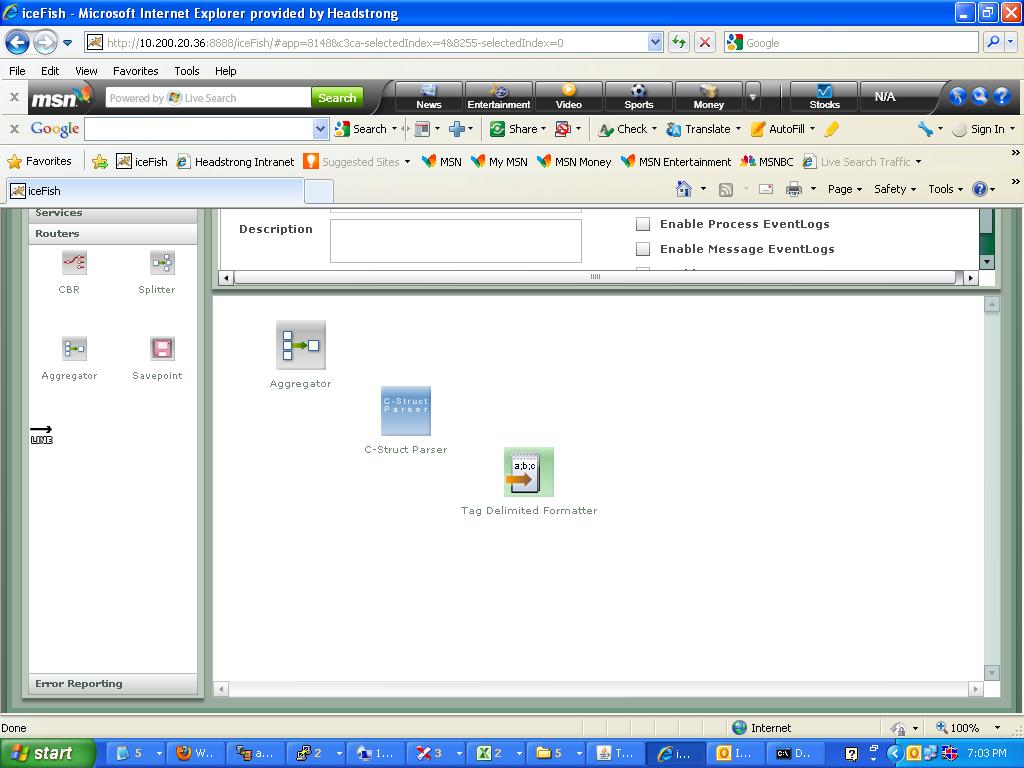 iceFish - Microsoft Internet Explorer provided by Headstrong
http://10.200.20.36:8888/iceFish/#app=8148&c3ca-selectedIndex=4&8255-selectedIndex=0
Google
File Edit View Favorites Tools Help
x msn Powered by Live Search Search News Entertainment Video Sports Money Stocks N/A
x Google Search Share Check Translate AutoFill Sign In
Favorites iceFish Headstrong Intranet Suggested Sites MSN My MSN MSN Money MSN Entertainment MSNBC Live Search Traffic »
iceFish Page Safety Tools »
Services
Routers
CBR Splitter
Aggregator Savepoint
LINE
Error Reporting
Description
Enable Process EventLogs
Enable Message EventLogs
Aggregator
C-Struct
Parser
C-Struct Parser
a;b;c
Tag Delimited Formatter
Done Internet 100%
start 5 W... a... 2 1... 3 2 5 T... i... I... D... 7:03 PM